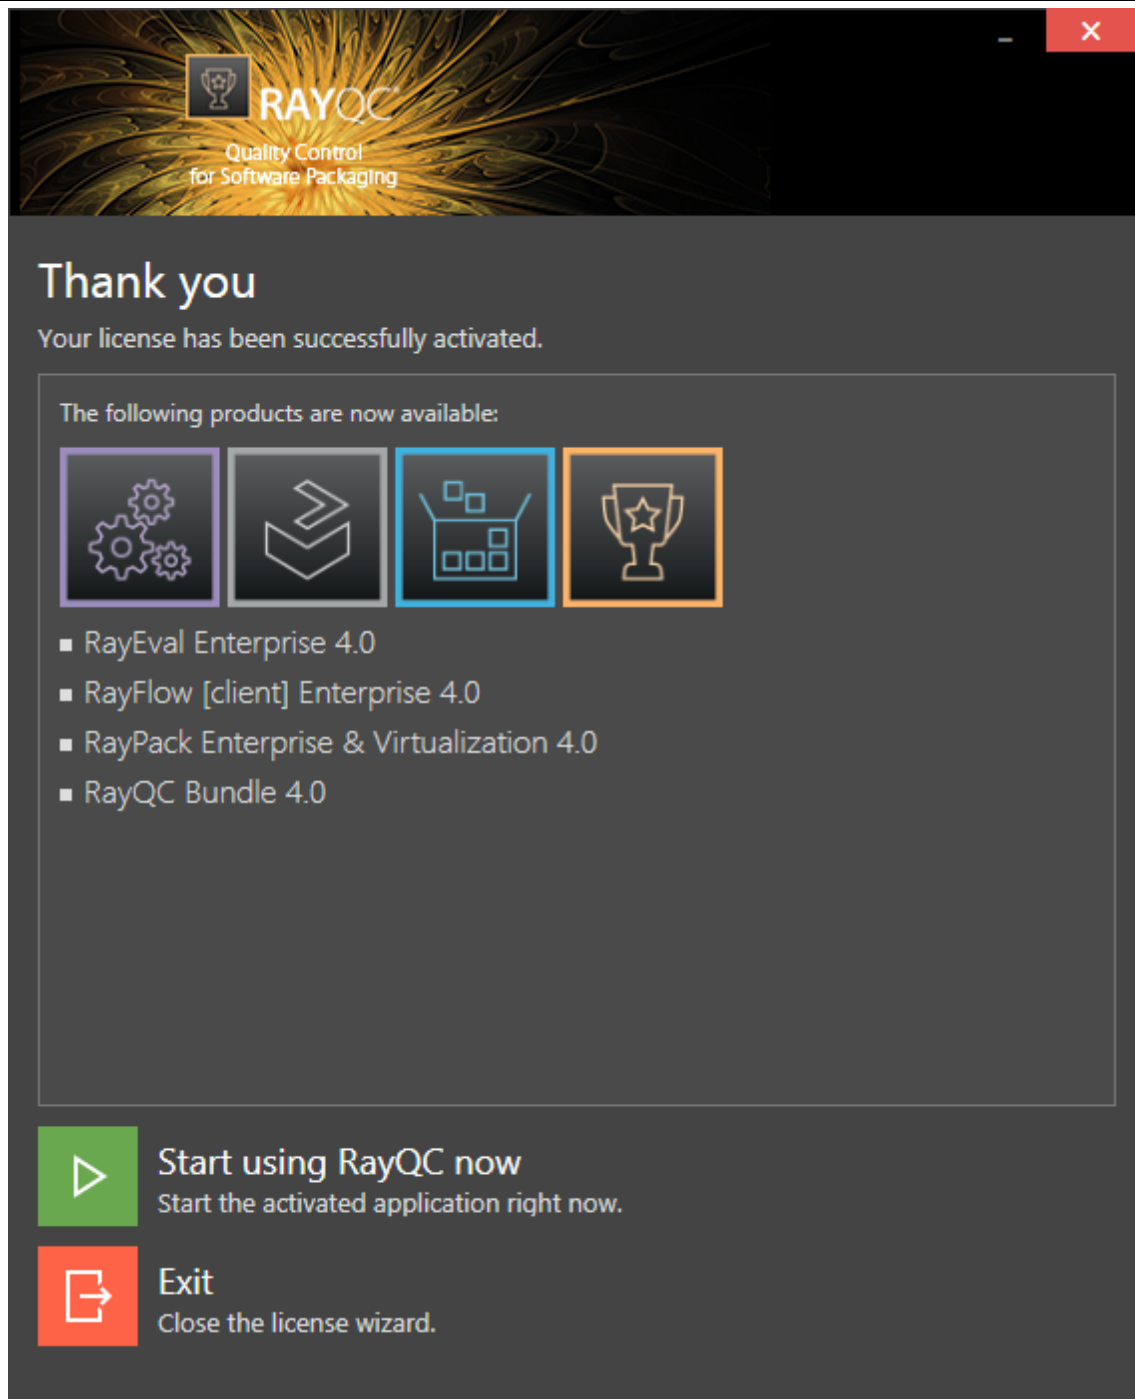 RAYQC®
Quality Control
for Software Packaging
Thank you
Your license has been successfully activated.
The following products are now available:
RayEval Enterprise 4.0
RayFlow [client] Enterprise 4.0
RayPack Enterprise & Virtualization 4.0
RayQC Bundle 4.0
Start using RayQC now
Start the activated application right now.
Exit
Close the license wizard.